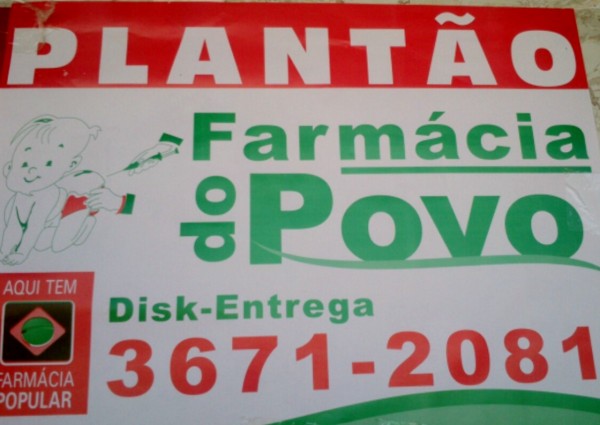 PLANTÃO
Farmácia
do Povo
Disk-Entrega
3671-2081
AQUI TEM
FARMÁCIA
POPULAR